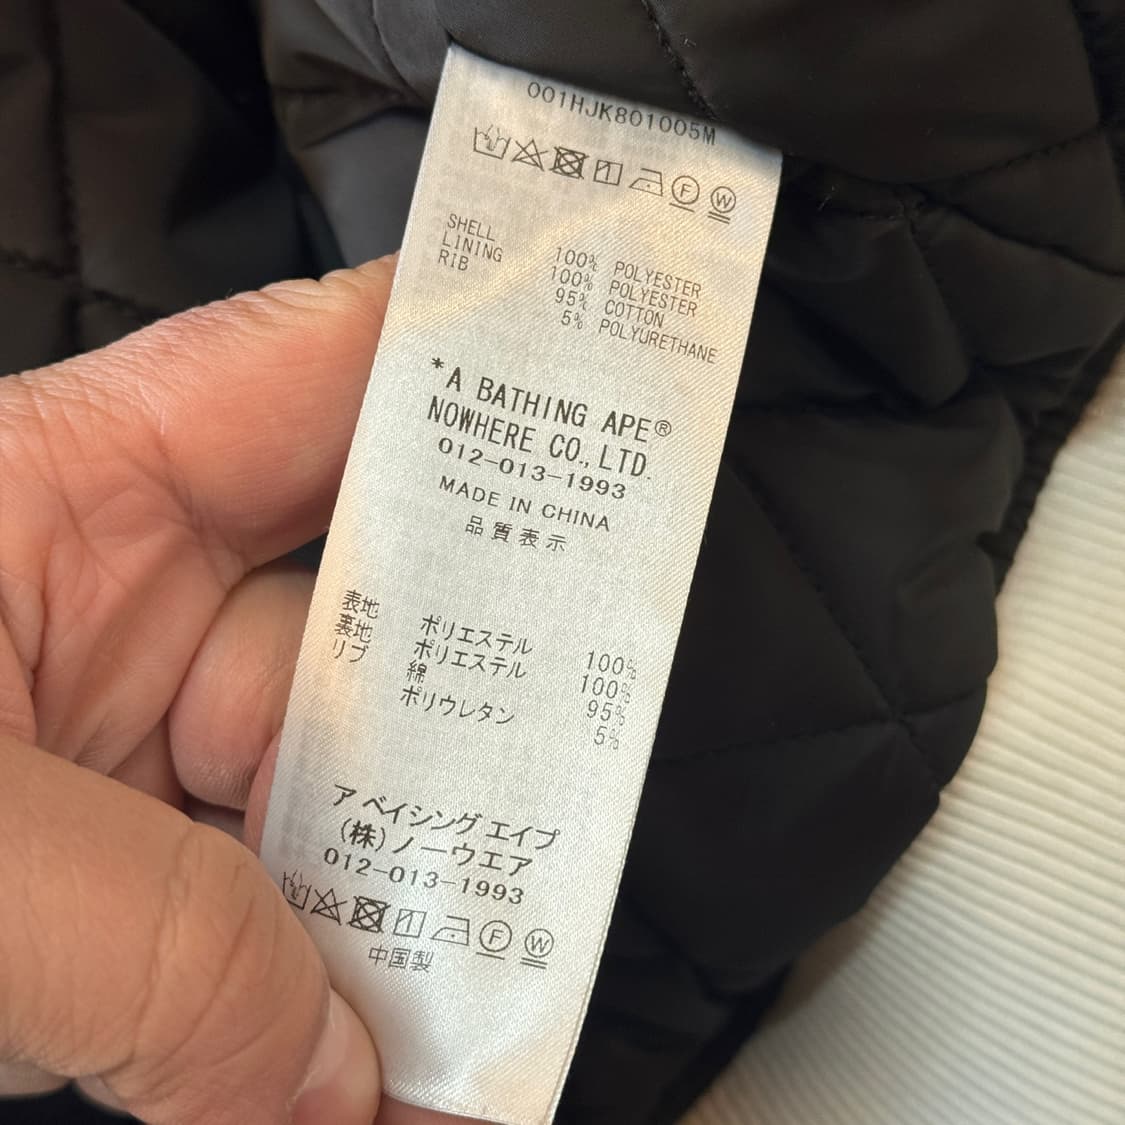 001HJK801005M
F W
SHELL 100% POLYESTER
LINING 100% POLYESTER
RIB 95% COTTON
5% POLYURETHANE
*A BATHING APE®
NOWHERE CO., LTD.
012-013-1993
MADE IN CHINA
品質表示
表地 ポリエステル 100%
裏地 ポリエステル 100%
リブ 綿 95%
ポリウレタン 5%
ア ベイシング エイプ
(株)ノーウエア
012-013-1993
F W
中国製